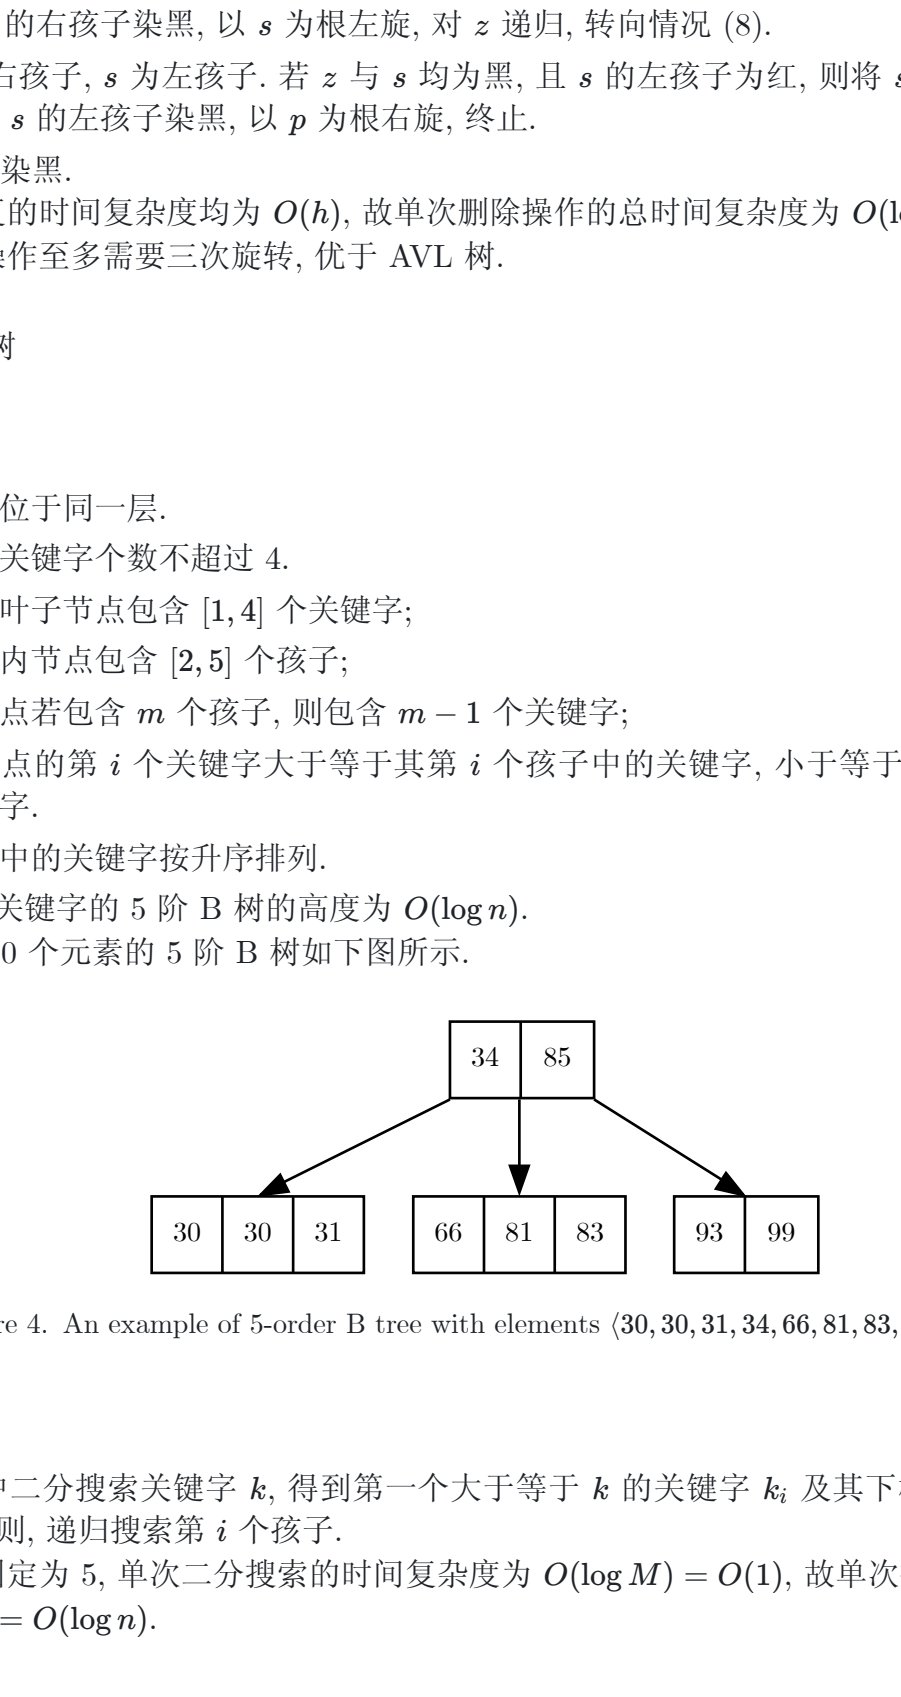 的右孩子染黑, 以 s 为根左旋, 对 z 递归, 转向情况 (8).
右孩子, s 为左孩子. 若 z 与 s 均为黑, 且 s 的左孩子为红, 则将 s
s 的左孩子染黑, 以 p 为根右旋, 终止.
染黑.
的时间复杂度均为 O(h), 故单次删除操作的总时间复杂度为 O(l
操作至多需要三次旋转, 优于 AVL 树.
树
位于同一层.
关键字个数不超过 4.
叶子节点包含 [1, 4] 个关键字;
内节点包含 [2, 5] 个孩子;
点若包含 m 个孩子, 则包含 m − 1 个关键字;
点的第 i 个关键字大于等于其第 i 个孩子中的关键字, 小于等于
字.
中的关键字按升序排列.
关键字的 5 阶 B 树的高度为 O(log n).
0 个元素的 5 阶 B 树如下图所示.
34 85
30 30 31 66 81 83 93 99
re 4. An example of 5-order B tree with elements ⟨30, 30, 31, 34, 66, 81, 83,
中二分搜索关键字 k, 得到第一个大于等于 k 的关键字 k_i 及其下
则, 递归搜索第 i 个孩子.
定为 5, 单次二分搜索的时间复杂度为 O(log M) = O(1), 故单次
= O(log n).